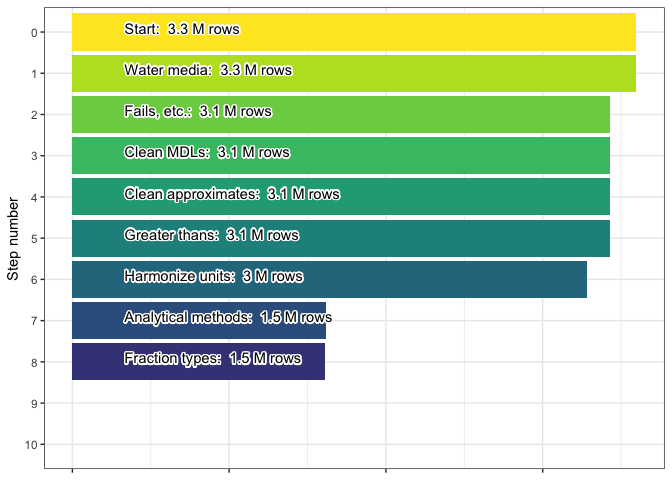 0
Start:  3.3 M rows
1
Water media:  3.3 M rows
2
Fails, etc.:  3.1 M rows
3
Clean MDLs:  3.1 M rows
4
Clean approximates:  3.1 M rows
5
Greater thans:  3.1 M rows
6
Harmonize units:  3 M rows
7
Analytical methods:  1.5 M rows
8
Fraction types:  1.5 M rows
9
10
Step number